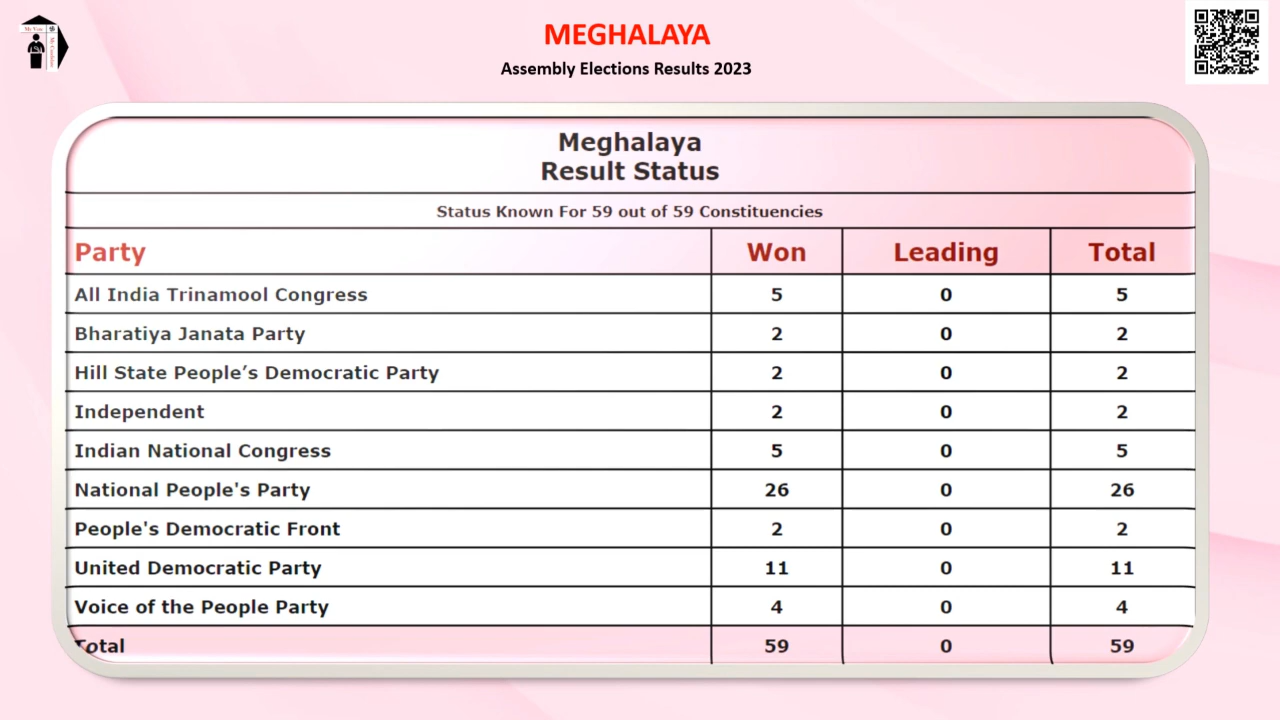 MEGHALAYA
Assembly Elections Results 2023
Meghalaya
Result Status
Status Known For 59 out of 59 Constituencies
Party Won Leading Total
All India Trinamool Congress 5 0 5
Bharatiya Janata Party 2 0 2
Hill State People’s Democratic Party 2 0 2
Independent 2 0 2
Indian National Congress 5 0 5
National People's Party 26 0 26
People's Democratic Front 2 0 2
United Democratic Party 11 0 11
Voice of the People Party 4 0 4
Total 59 0 59